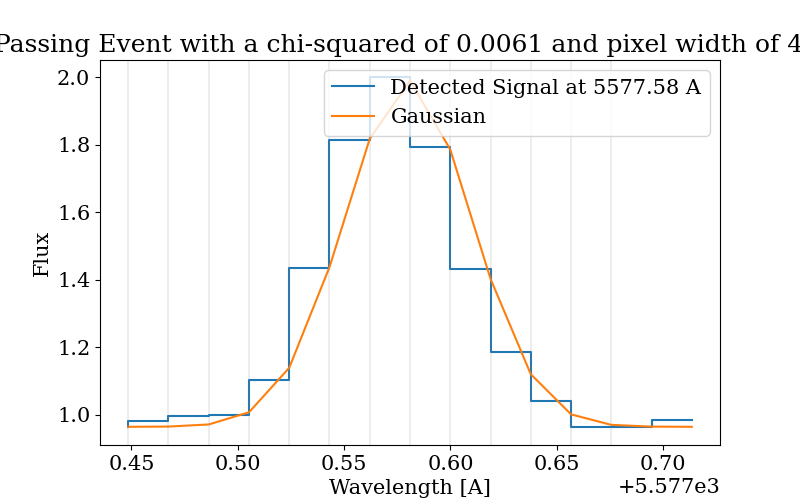 Passing Event with a chi-squared of 0.0061 and pixel width of 4
Detected Signal at 5577.58 A
Gaussian
Flux
2.0
1.8
1.6
1.4
1.2
1.0
0.45 0.50 0.55 0.60 0.65 0.70
+5.577e3
Wavelength [A]